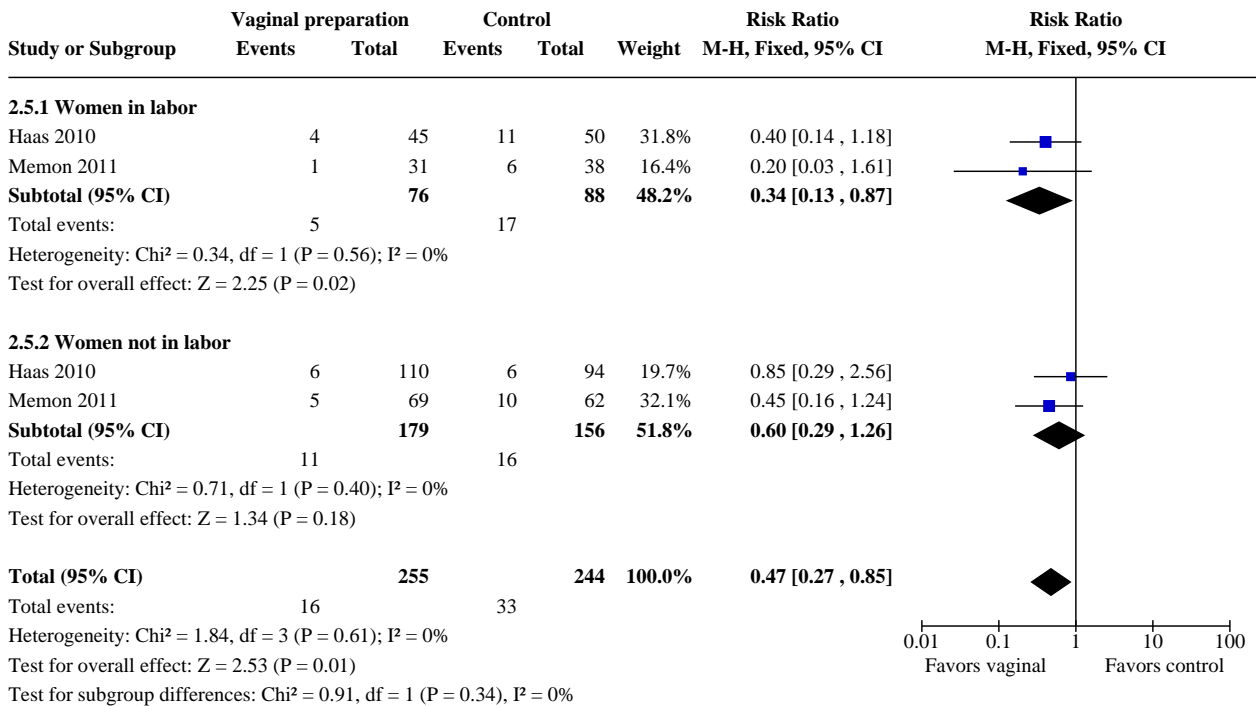 Vaginal preparation Control Risk Ratio Risk Ratio
Study or Subgroup Events Total Events Total Weight M-H, Fixed, 95% CI M-H, Fixed, 95% CI
2.5.1 Women in labor
Haas 2010 4 45 11 50 31.8% 0.40 [0.14 , 1.18]
Memon 2011 1 31 6 38 16.4% 0.20 [0.03 , 1.61]
Subtotal (95% CI) 76 88 48.2% 0.34 [0.13 , 0.87]
Total events: 5 17
Heterogeneity: Chi² = 0.34, df = 1 (P = 0.56); I² = 0%
Test for overall effect: Z = 2.25 (P = 0.02)
2.5.2 Women not in labor
Haas 2010 6 110 6 94 19.7% 0.85 [0.29 , 2.56]
Memon 2011 5 69 10 62 32.1% 0.45 [0.16 , 1.24]
Subtotal (95% CI) 179 156 51.8% 0.60 [0.29 , 1.26]
Total events: 11 16
Heterogeneity: Chi² = 0.71, df = 1 (P = 0.40); I² = 0%
Test for overall effect: Z = 1.34 (P = 0.18)
Total (95% CI) 255 244 100.0% 0.47 [0.27 , 0.85]
Total events: 16 33
Heterogeneity: Chi² = 1.84, df = 3 (P = 0.61); I² = 0%
0.01 0.1 1 10 100
Test for overall effect: Z = 2.53 (P = 0.01) Favors vaginal Favors control
Test for subgroup differences: Chi² = 0.91, df = 1 (P = 0.34), I² = 0%